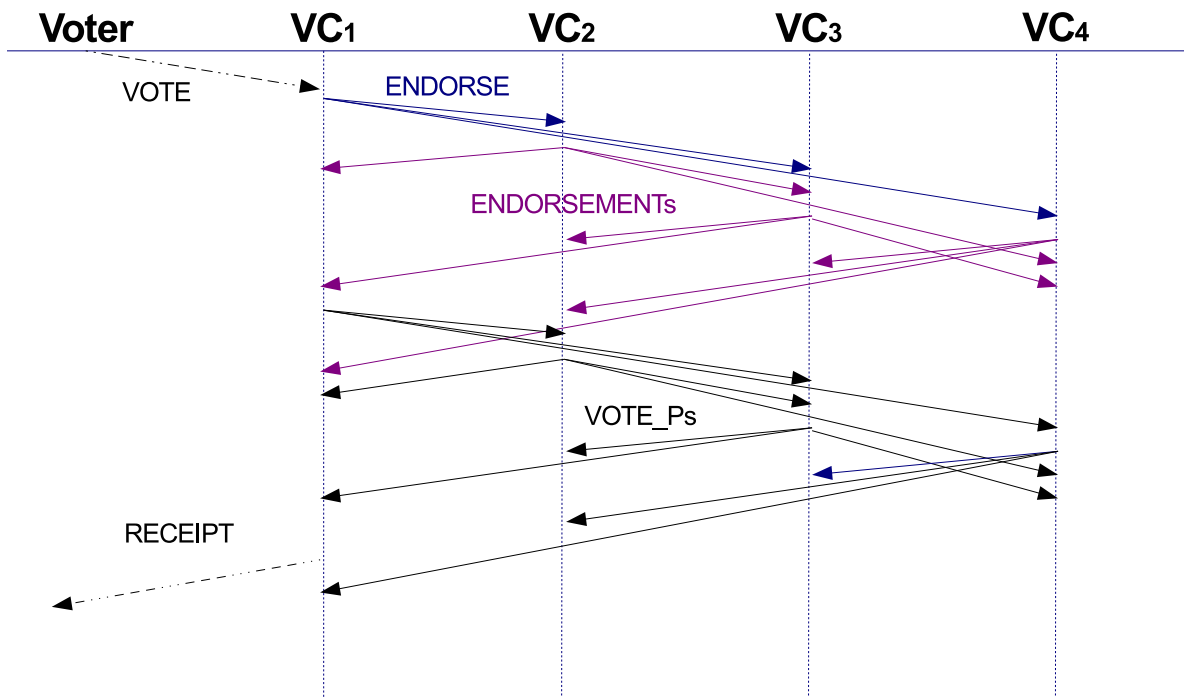 Voter VC1 VC2 VC3 VC4
VOTE
ENDORSE
ENDORSEMENTs
VOTE_Ps
RECEIPT